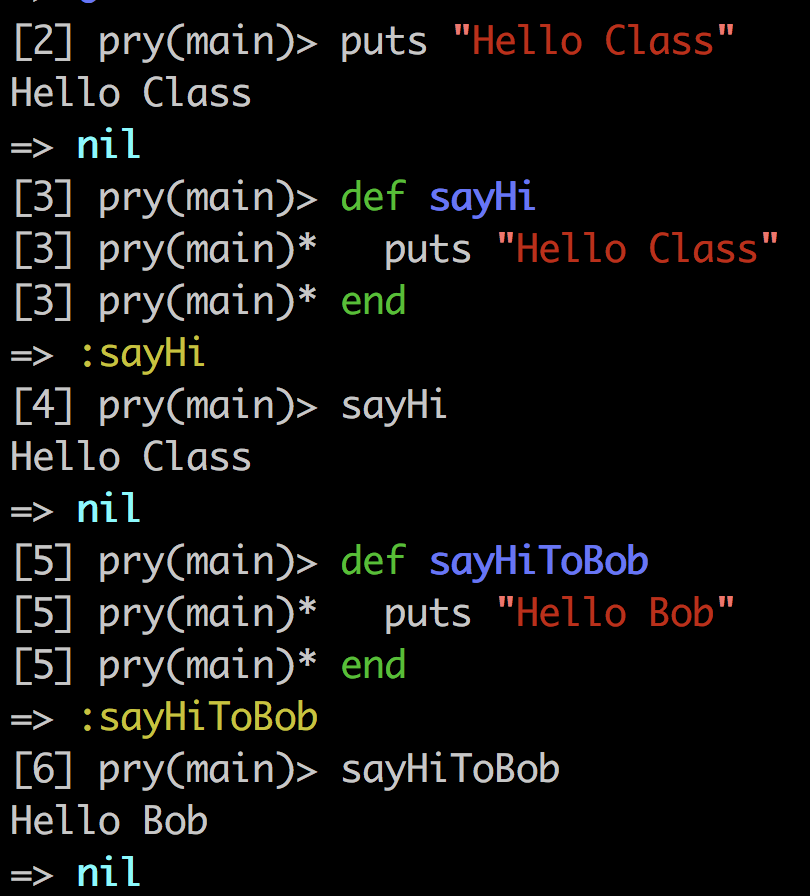 [2] pry(main)> puts "Hello Class"
Hello Class
=> nil
[3] pry(main)> def sayHi
[3] pry(main)*   puts "Hello Class"
[3] pry(main)* end
=> :sayHi
[4] pry(main)> sayHi
Hello Class
=> nil
[5] pry(main)> def sayHiToBob
[5] pry(main)*   puts "Hello Bob"
[5] pry(main)* end
=> :sayHiToBob
[6] pry(main)> sayHiToBob
Hello Bob
=> nil